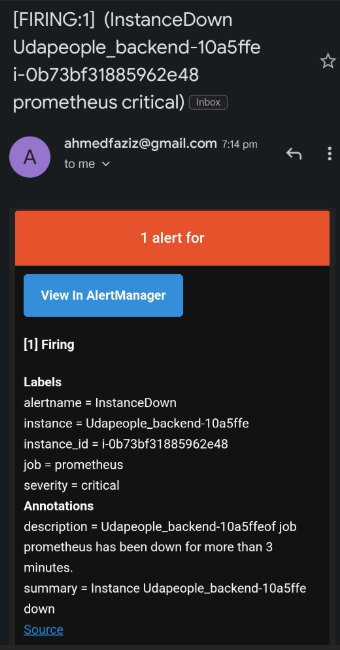 [FIRING:1] (InstanceDown
Udapeople_backend-10a5ffe
i-0b73bf31885962e48
prometheus critical) Inbox
A
ahmedfaziz@gmail.com 7:14 pm
to me
1 alert for
View In AlertManager
[1] Firing
Labels
alertname = InstanceDown
instance = Udapeople_backend-10a5ffe
instance_id = i-0b73bf31885962e48
job = prometheus
severity = critical
Annotations
description = Udapeople_backend-10a5ffeof job
prometheus has been down for more than 3
minutes.
summary = Instance Udapeople_backend-10a5ffe
down
Source